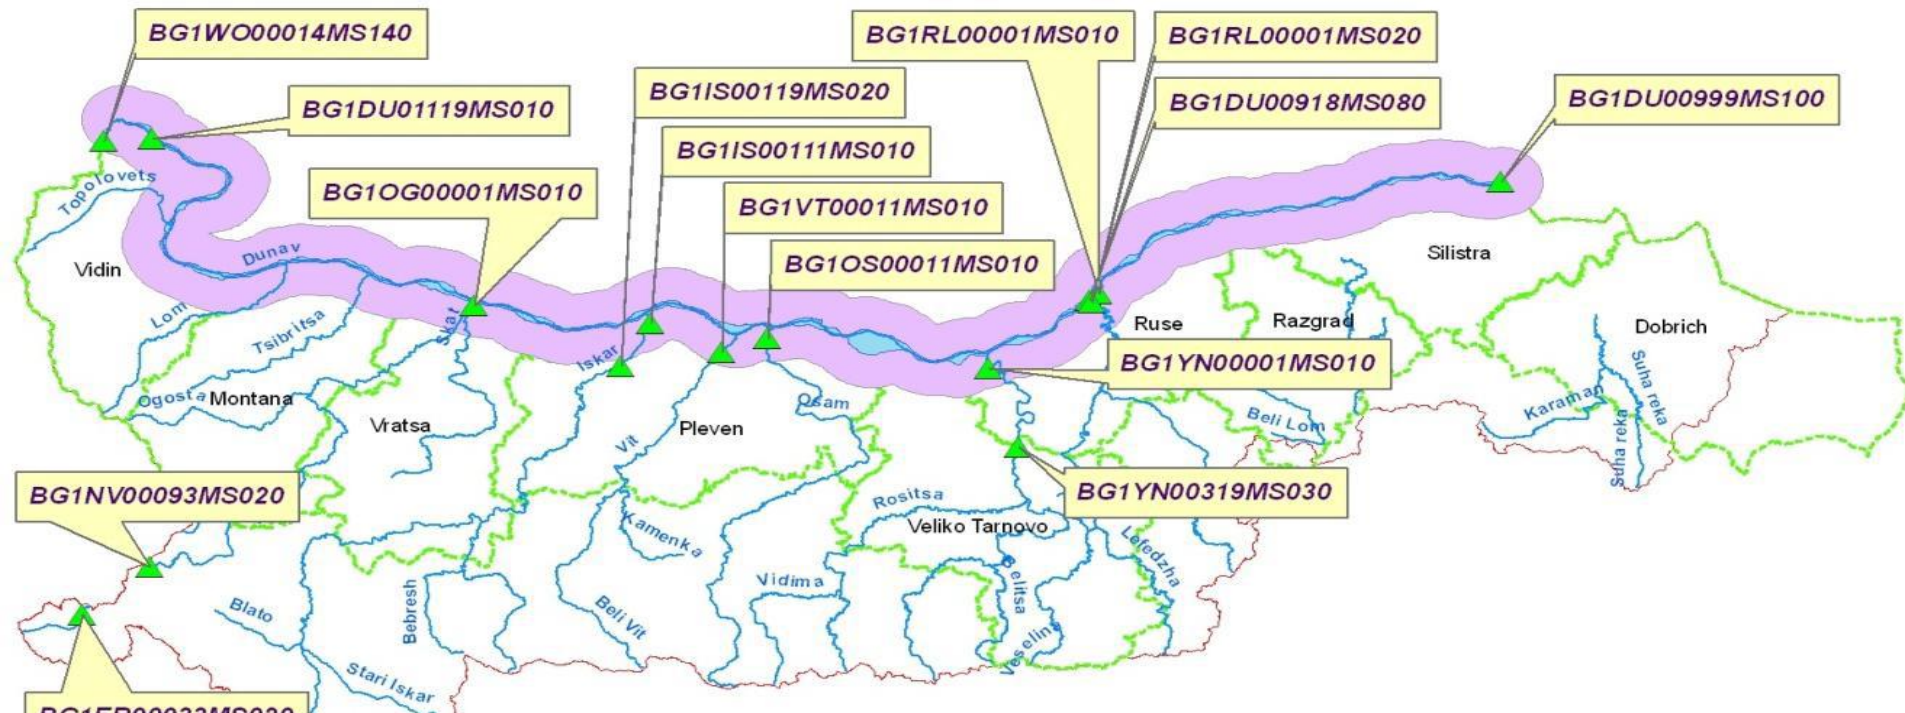 BG1WO00014MS140
BG1RL00001MS010
BG1RL00001MS020
BG1DU01119MS010
BG1IS00119MS020
BG1DU00918MS080
BG1DU00999MS100
BG1IS00111MS010
Topolovets
BG1OG00001MS010
BG1VT00011MS010
Dunav
BG1OS00011MS010
Vidin
Silistra
Lom
Tsibritsa
Skat
Ruse
Razgrad
Dobrich
Iskar
BG1YN00001MS010
Suha reka
Ogosta
Montana
Osam
Karaman
Vratsa
Pleven
Beli Lom
Vit
Suha reka
BG1NV00093MS020
Rositsa
BG1YN00319MS030
Kamenka
Veliko Tarnovo
Lefedzha
Vidima
Belitsa
Blato
Bebresh
Beli Vit
Stari Iskar